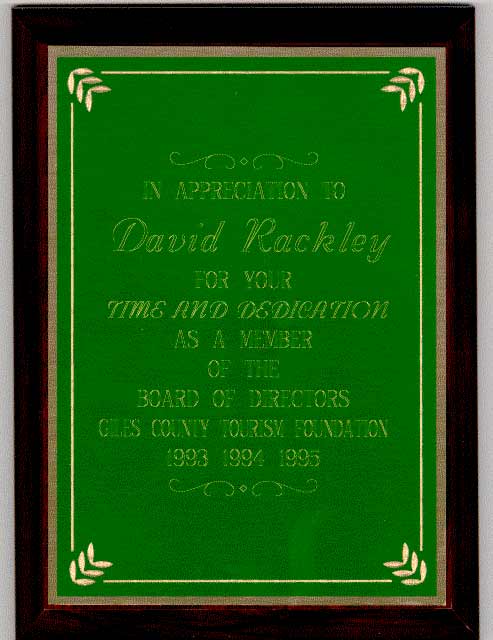 IN APPRECIATION TO
David Rackley
FOR YOUR
TIME AND DEDICATION
AS A MEMBER
OF THE
BOARD OF DIRECTORS
GILES COUNTY TOURISM FOUNDATION
1993 1994 1995